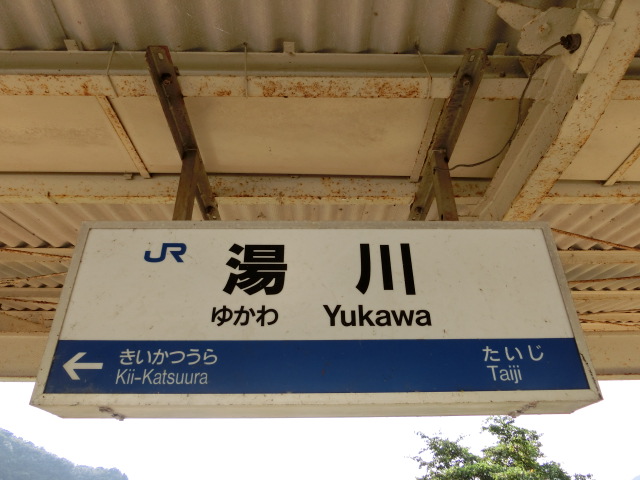 JR 湯川
ゆかわ Yukawa
← きいかつうら たいじ
Kii-Katsuura Taiji